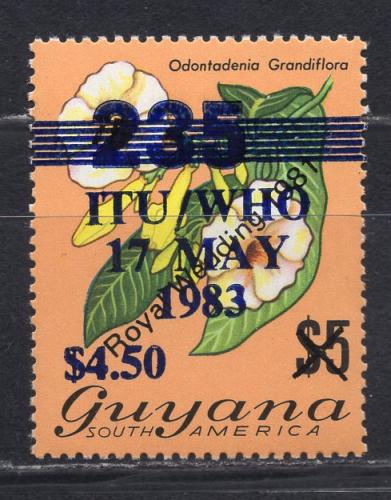 Odontadenia Grandiflora
235
ITU/WHO
17 MAY
1983
Royal Wedding 1981
$4.50
$5
Guyana
SOUTH AMERICA